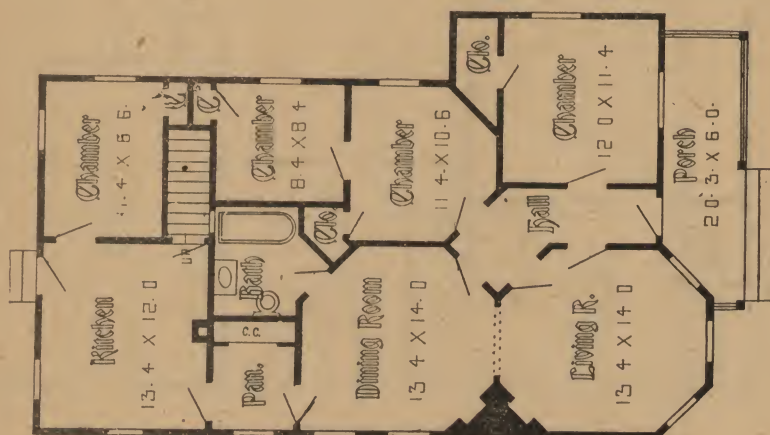 Kitchen
13.4 X 12.0
Chamber
11.4 X 6 6.
C
C
Pan.
Bath
Chamber
8.4 X 8 4
Clo.
Dining Room
13 4 X 14.0
Chamber
11 4 X 10.6
Clo.
Living R.
13 4 X 14 0
Hall
Chamber
12 0 X 11.4
Porch
20'.3 X 6.0.